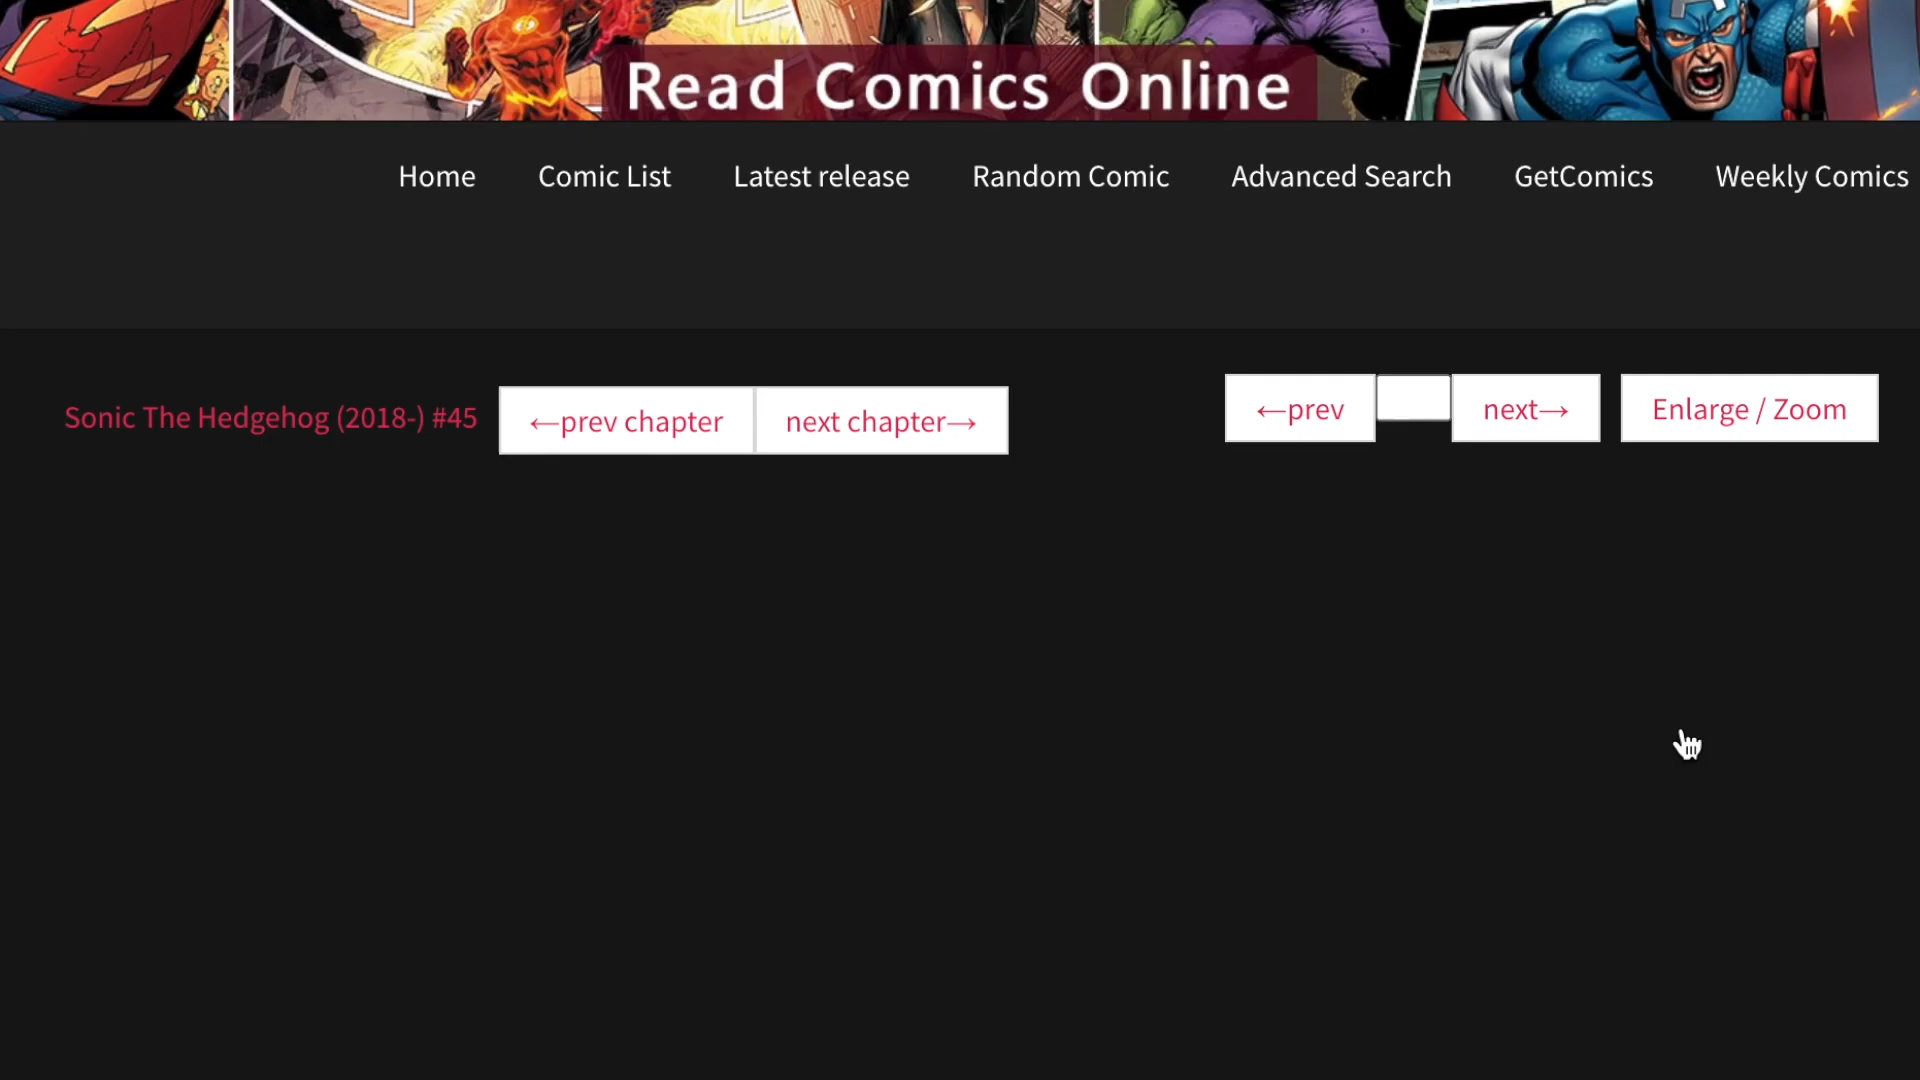 Read Comics Online
Home Comic List Latest release Random Comic Advanced Search GetComics Weekly Comics
Sonic The Hedgehog (2018-) #45 ←prev chapter next chapter→ ←prev next→ Enlarge / Zoom